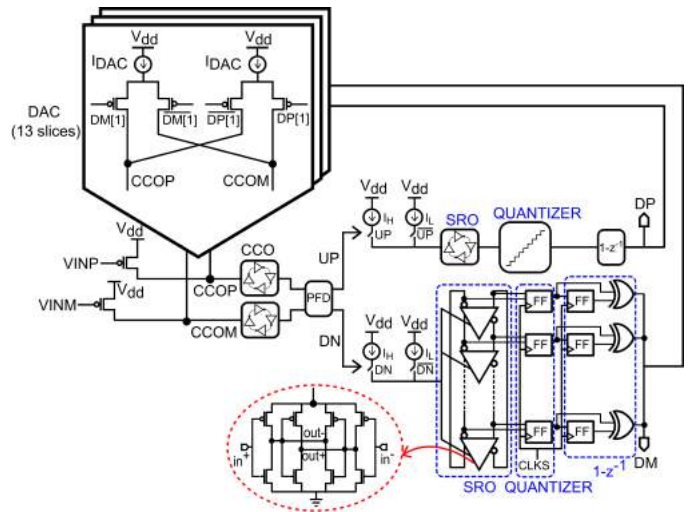 Vdd
Vdd
IDAC
IDAC
DAC
(13 slices)
DM[1]
DM[1]
DP[1]
DP[1]
CCOP
CCOM
Vdd
Vdd
DP
SRO
QUANTIZER
IH
IL
UP
UP
UP
1-z-1
Vdd
VINP
CCO
Vdd
VINM
CCOP
PFD
CCOM
DN
Vdd
Vdd
IH
IL
DN
DN
FF
FF
FF
FF
FF
FF
out-
out+
in+
in-
CLKS
DM
SRO
QUANTIZER
1-z-1